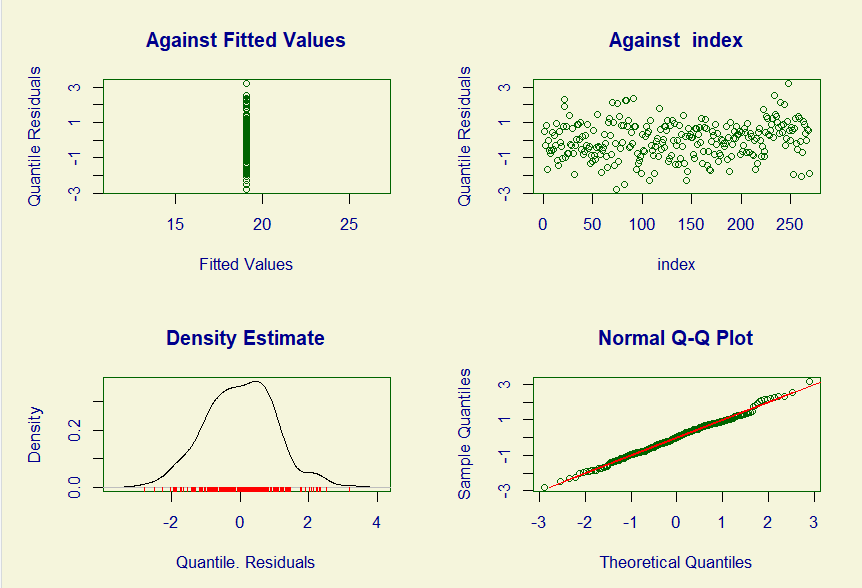 Against Fitted Values
Quantile Residuals
-3 -1 1 3
15 20 25
Fitted Values
Against  index
Quantile Residuals
-3 -1 1 3
0 50 100 150 200 250
index
Density Estimate
Density
0.0 0.2
-2 0 2 4
Quantile. Residuals
Normal Q-Q Plot
Sample Quantiles
-3 -1 1 3
-3 -2 -1 0 1 2 3
Theoretical Quantiles